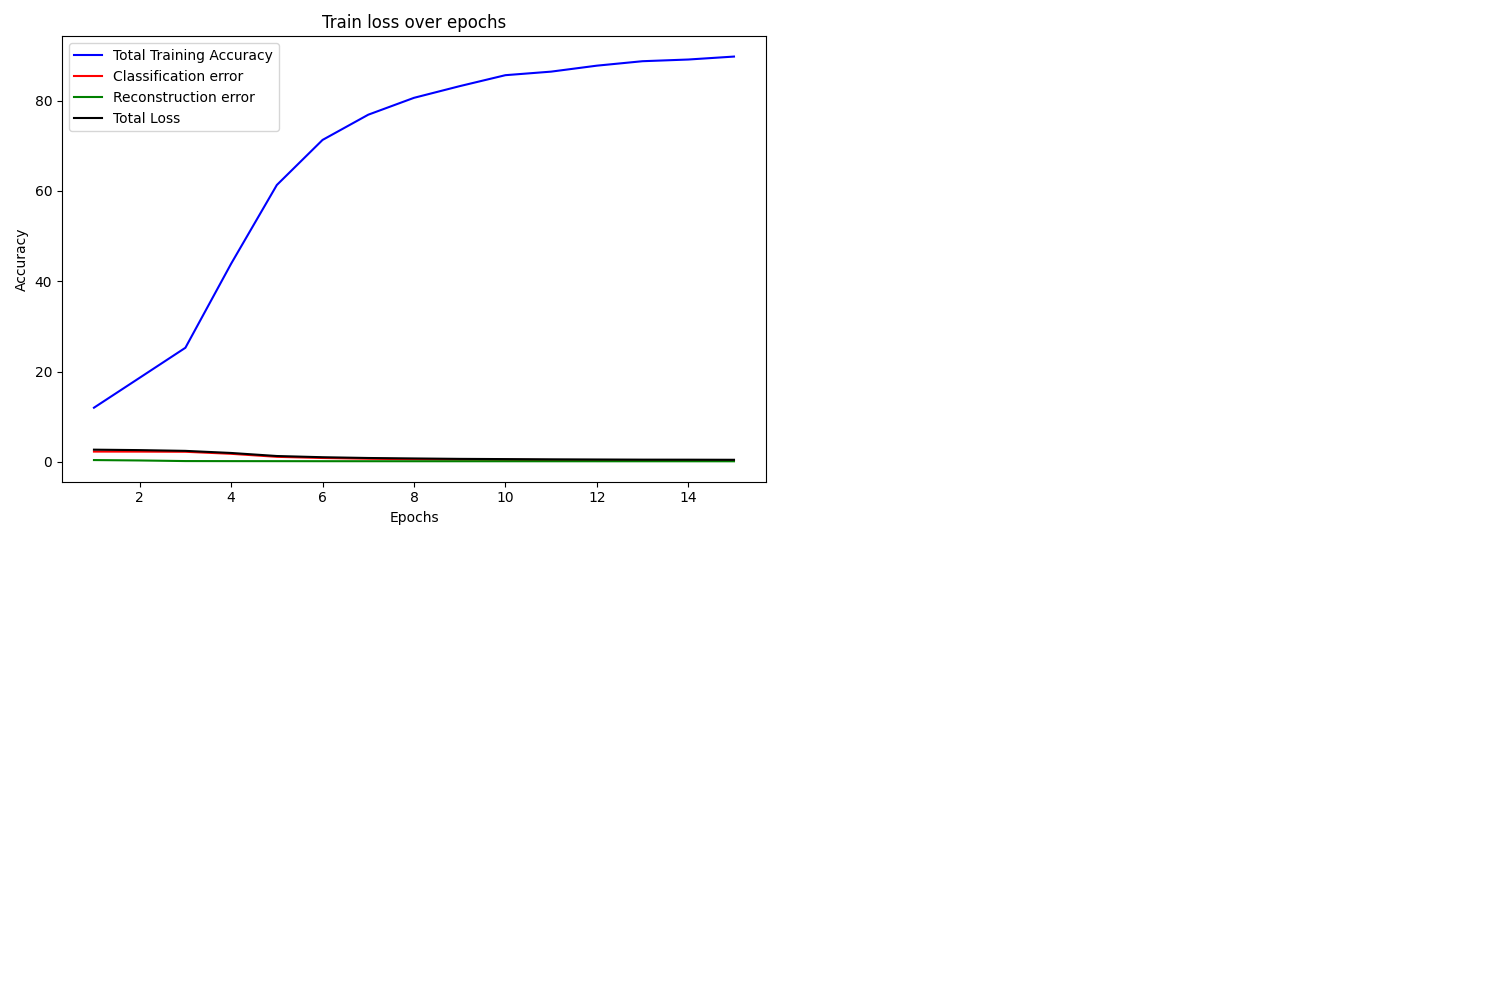 Train loss over epochs
Total Training Accuracy
Classification error
Reconstruction error
Total Loss
Accuracy
80
60
40
20
0
2 4 6 8 10 12 14
Epochs